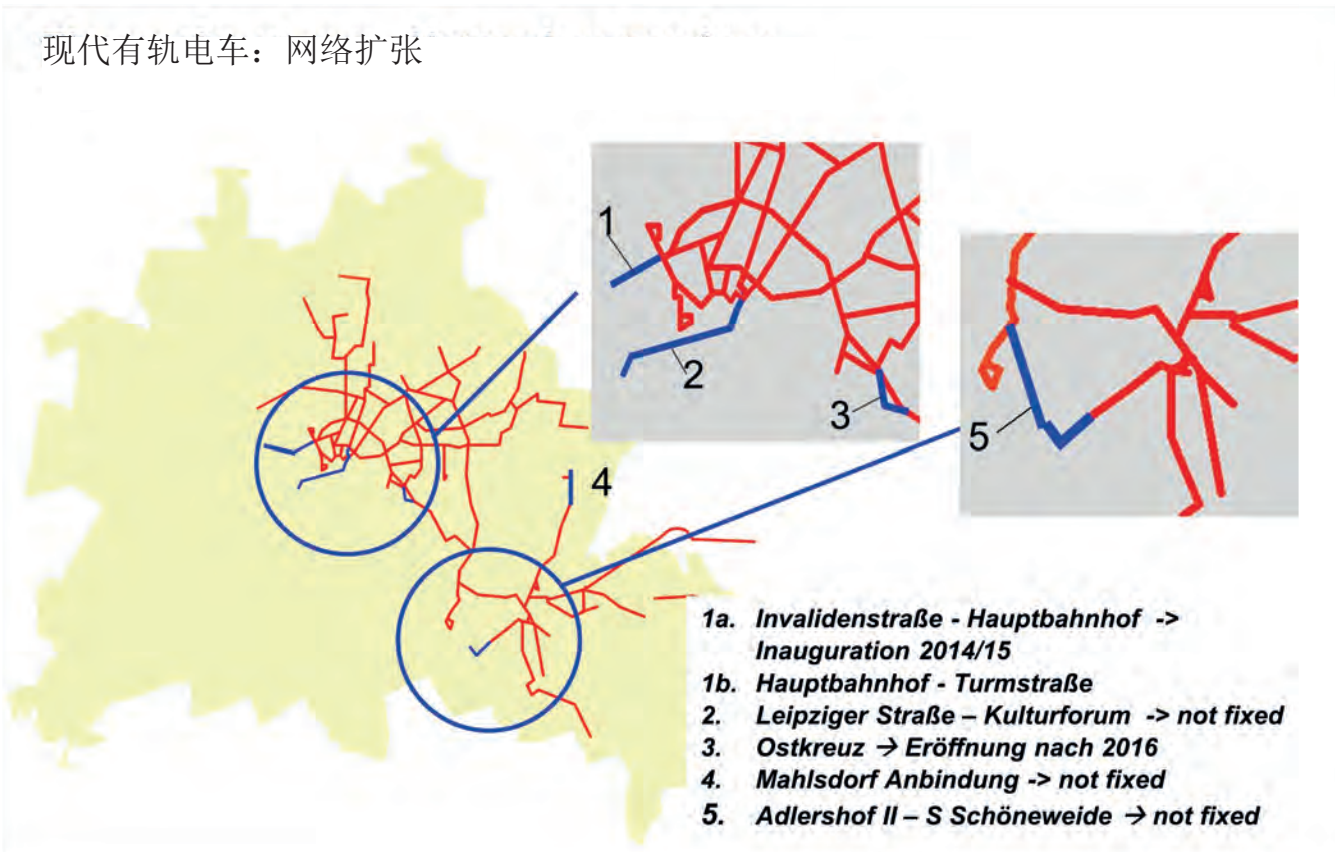 现代有轨电车：网络扩张
1
2
3
4
5
1a. Invalidenstraße - Hauptbahnhof ->
Inauguration 2014/15
1b. Hauptbahnhof - Turmstraße
2. Leipziger Straße – Kulturforum -> not fixed
3. Ostkreuz → Eröffnung nach 2016
4. Mahlsdorf Anbindung -> not fixed
5. Adlershof II – S Schöneweide → not fixed